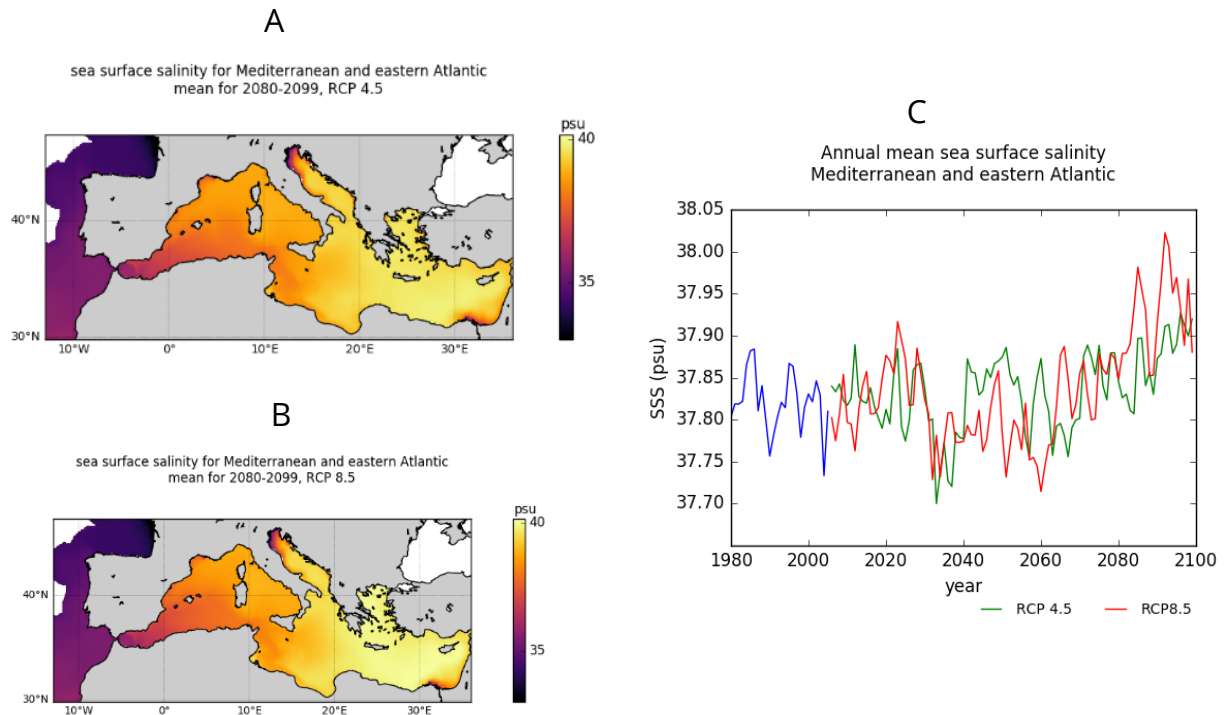 A
sea surface salinity for Mediterranean and eastern Atlantic
mean for 2080-2099, RCP 4.5
psu
40
35
40°N
30°N
10°W 0° 10°E 20°E 30°E
B
sea surface salinity for Mediterranean and eastern Atlantic
mean for 2080-2099, RCP 8.5
psu
40
35
40°N
30°N
10°W 0° 10°E 20°E 30°E
C
Annual mean sea surface salinity
Mediterranean and eastern Atlantic
38.05
38.00
37.95
37.90
37.85
37.80
37.75
37.70
SSS (psu)
1980 2000 2020 2040 2060 2080 2100
year
RCP 4.5 RCP8.5